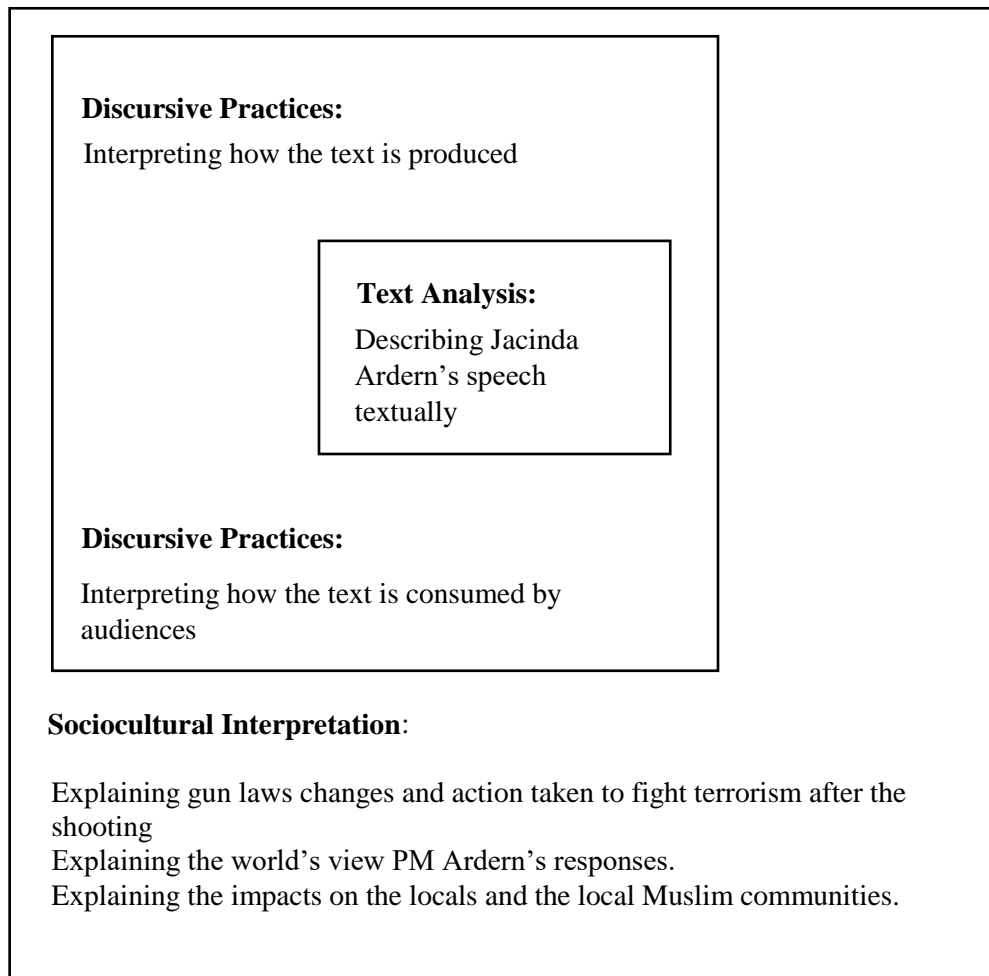 Discursive Practices:
Interpreting how the text is produced
Text Analysis:
Describing Jacinda
Ardern’s speech
textually
Discursive Practices:
Interpreting how the text is consumed by
audiences
Sociocultural Interpretation:
Explaining gun laws changes and action taken to fight terrorism after the
shooting
Explaining the world’s view PM Ardern’s responses.
Explaining the impacts on the locals and the local Muslim communities.